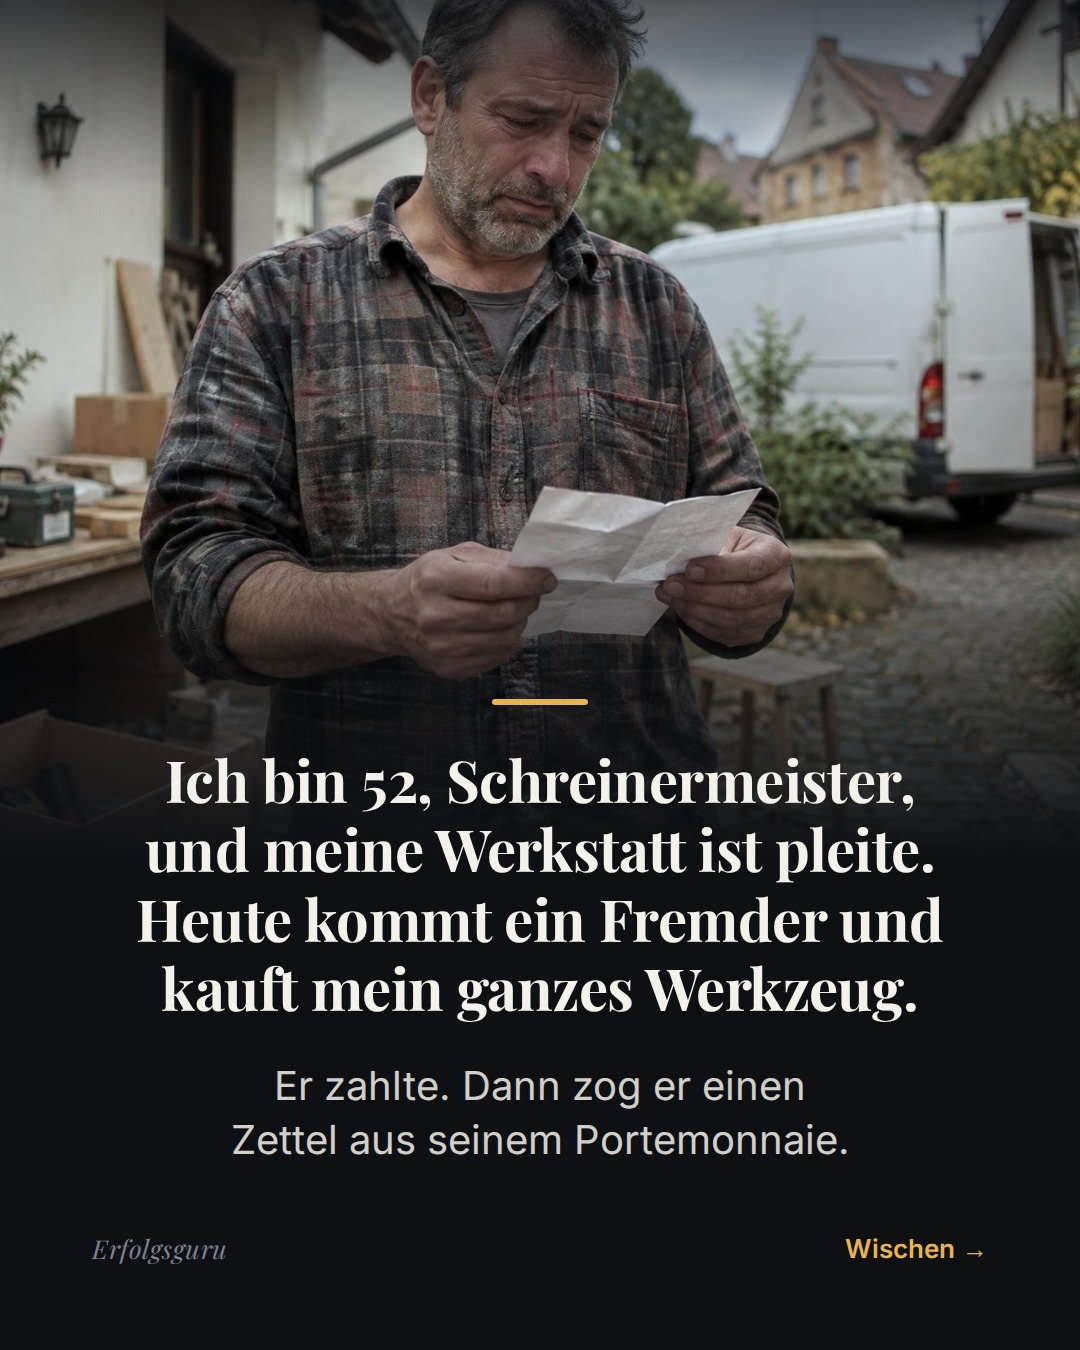 Ich bin 52, Schreinermeister,
und meine Werkstatt ist pleite.
Heute kommt ein Fremder und
kauft mein ganzes Werkzeug.
Er zahlte. Dann zog er einen
Zettel aus seinem Portemonnaie.
Erfolgsguru
Wischen →